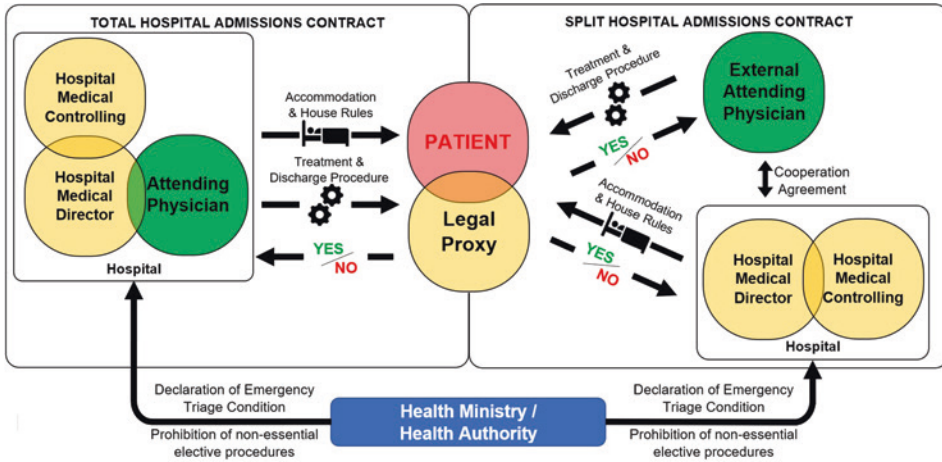 TOTAL HOSPITAL ADMISSIONS CONTRACT
Hospital
Medical
Controlling
Hospital
Medical
Director
Attending
Physician
Hospital
Accommodation
& House Rules
Treatment &
Discharge Procedure
YES
NO
PATIENT
Legal
Proxy
SPLIT HOSPITAL ADMISSIONS CONTRACT
Treatment &
Discharge Procedure
YES
NO
External
Attending
Physician
Cooperation
Agreement
Accommodation
& House Rules
YES
NO
Hospital
Medical
Director
Hospital
Medical
Controlling
Hospital
Declaration of Emergency
Triage Condition
Prohibition of non-essential
elective procedures
Health Ministry /
Health Authority
Declaration of Emergency
Triage Condition
Prohibition of non-essential
elective procedures